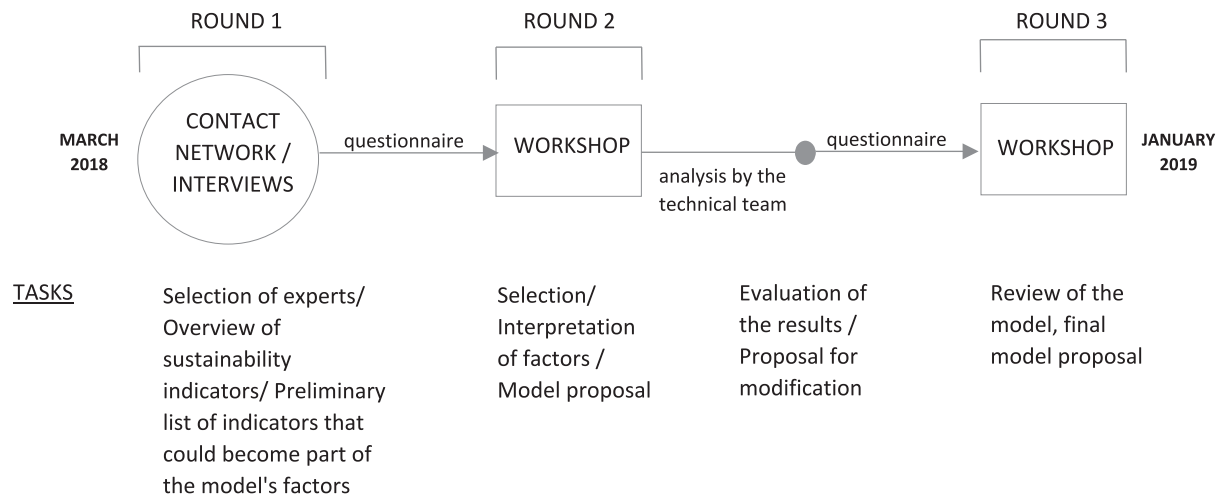 ROUND 1
ROUND 2
ROUND 3
MARCH
2018
CONTACT
NETWORK /
INTERVIEWS
questionnaire
WORKSHOP
analysis by the
technical team
questionnaire
WORKSHOP
JANUARY
2019
TASKS
Selection of experts/
Overview of
sustainability
indicators/ Preliminary
list of indicators that
could become part of
the model's factors
Selection/
Interpretation
of factors /
Model proposal
Evaluation of
the results /
Proposal for
modification
Review of the
model, final
model proposal